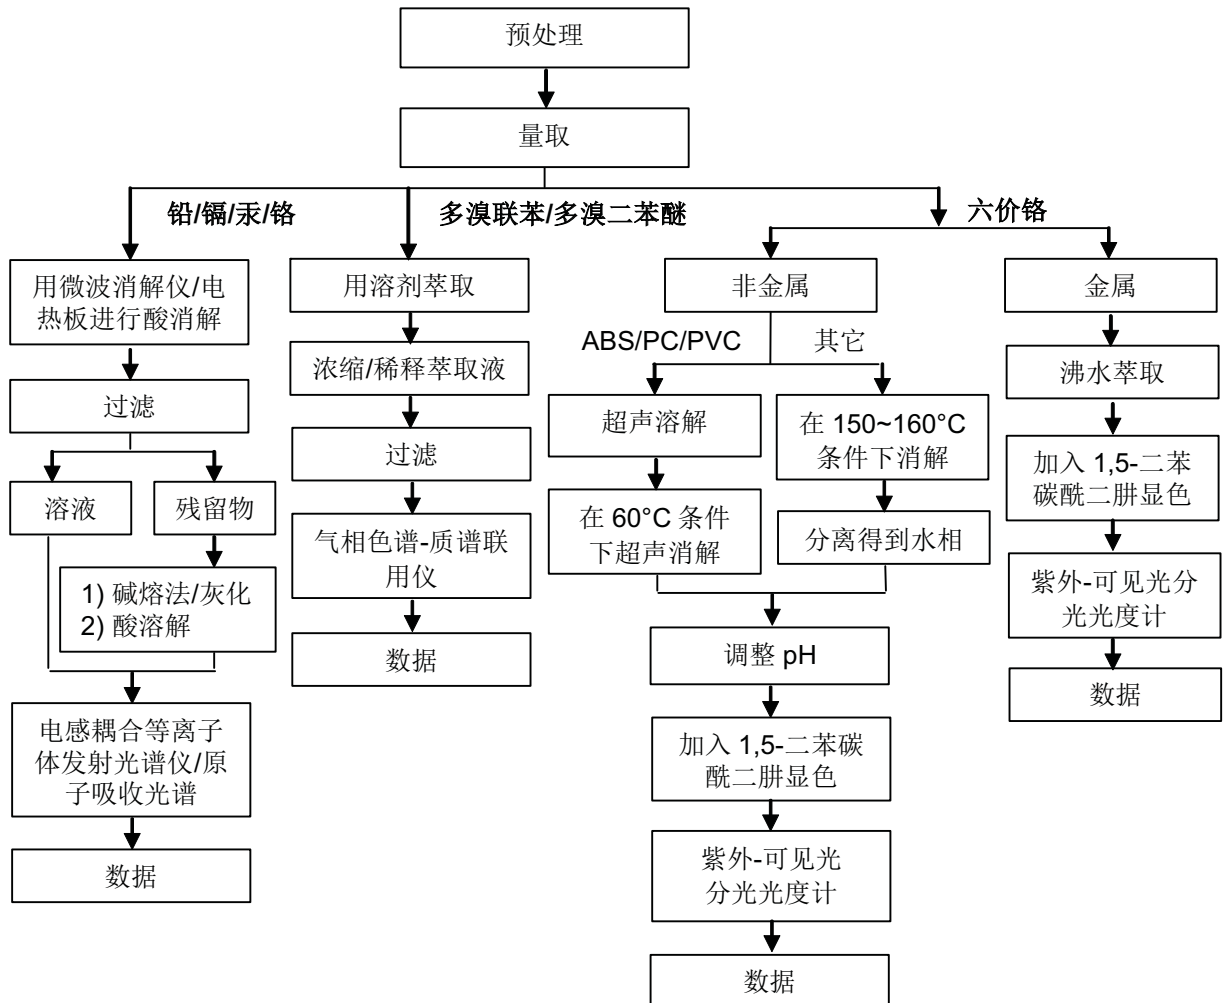 预处理
量取
铅/镉/汞/铬
多溴联苯/多溴二苯醚
六价铬
用微波消解仪/电
热板进行酸消解
过滤
溶液
残留物
1) 碱熔法/灰化
2) 酸溶解
电感耦合等离子
体发射光谱仪/原
子吸收光谱
数据
用溶剂萃取
浓缩/稀释萃取液
过滤
气相色谱-质谱联
用仪
数据
非金属
ABS/PC/PVC
其它
超声溶解
在 60°C 条件
下超声消解
在 150~160°C
条件下消解
分离得到水相
调整 pH
加入 1,5-二苯碳
酰二肼显色
紫外-可见光
分光光度计
数据
金属
沸水萃取
加入 1,5-二苯
碳酰二肼显色
紫外-可见光分
光光度计
数据